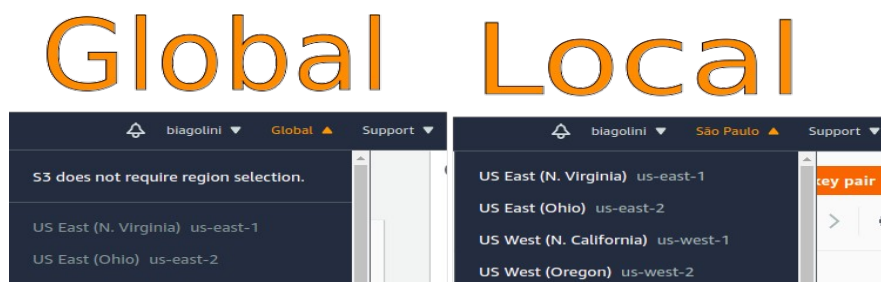 Global
biagolini Global Support
S3 does not require region selection.
US East (N. Virginia) us-east-1
US East (Ohio) us-east-2
Local
biagolini São Paulo Support
key pair
US East (N. Virginia) us-east-1
US East (Ohio) us-east-2
US West (N. California) us-west-1
US West (Oregon) us-west-2